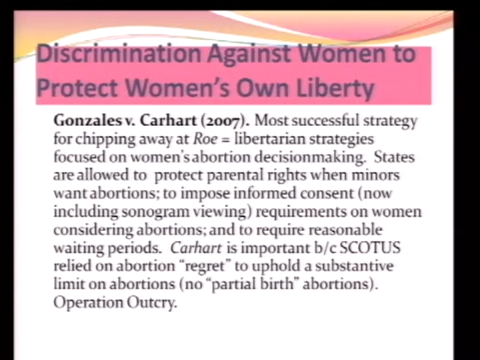 Discrimination Against Women to
Protect Women's Own Liberty
Gonzales v. Carhart (2007). Most successful strategy
for chipping away at Roe = libertarian strategies
focused on women's abortion decisionmaking. States
are allowed to protect parental rights when minors
want abortions; to impose informed consent (now
including sonogram viewing) requirements on women
considering abortions; and to require reasonable
waiting periods. Carhart is important b/c SCOTUS
relied on abortion "regret" to uphold a substantive
limit on abortions (no "partial birth" abortions).
Operation Outcry.